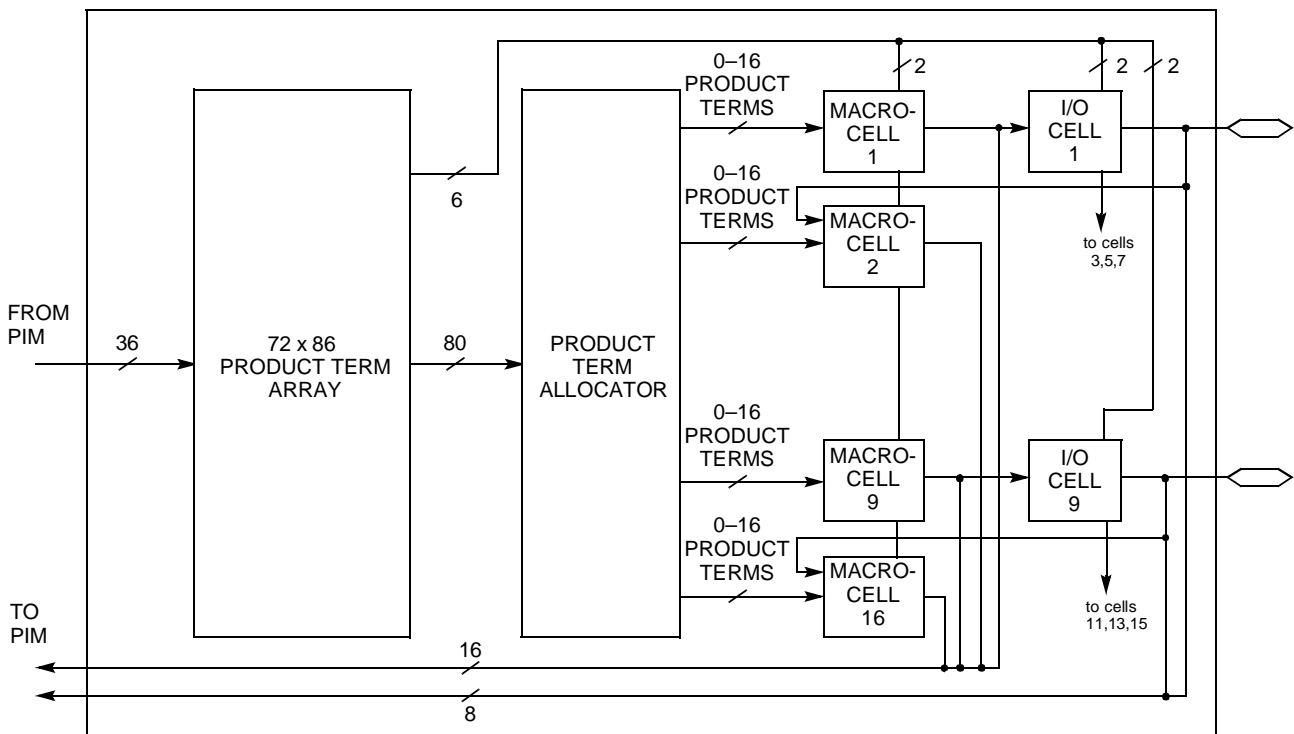 0–16
PRODUCT
TERMS
2
2
2
MACRO-
CELL
1
I/O
CELL
1
6
0–16
PRODUCT
TERMS
MACRO-
CELL
2
to cells
3,5,7
FROM
PIM
36
72 x 86
PRODUCT TERM
ARRAY
80
PRODUCT
TERM
ALLOCATOR
0–16
PRODUCT
TERMS
MACRO-
CELL
9
I/O
CELL
9
0–16
PRODUCT
TERMS
MACRO-
CELL
16
to cells
11,13,15
TO
PIM
16
8